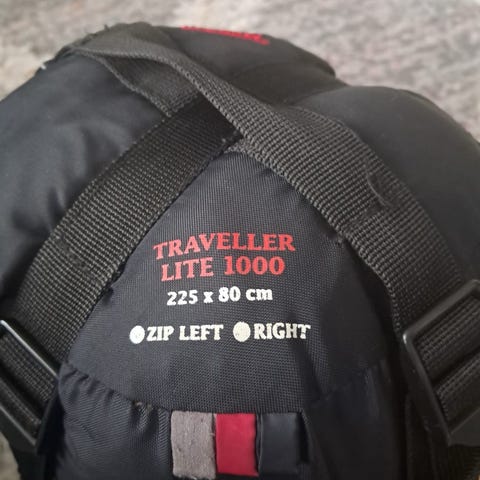 TRAVELLER
LITE 1000
225 x 80 cm
ZIP LEFT RIGHT